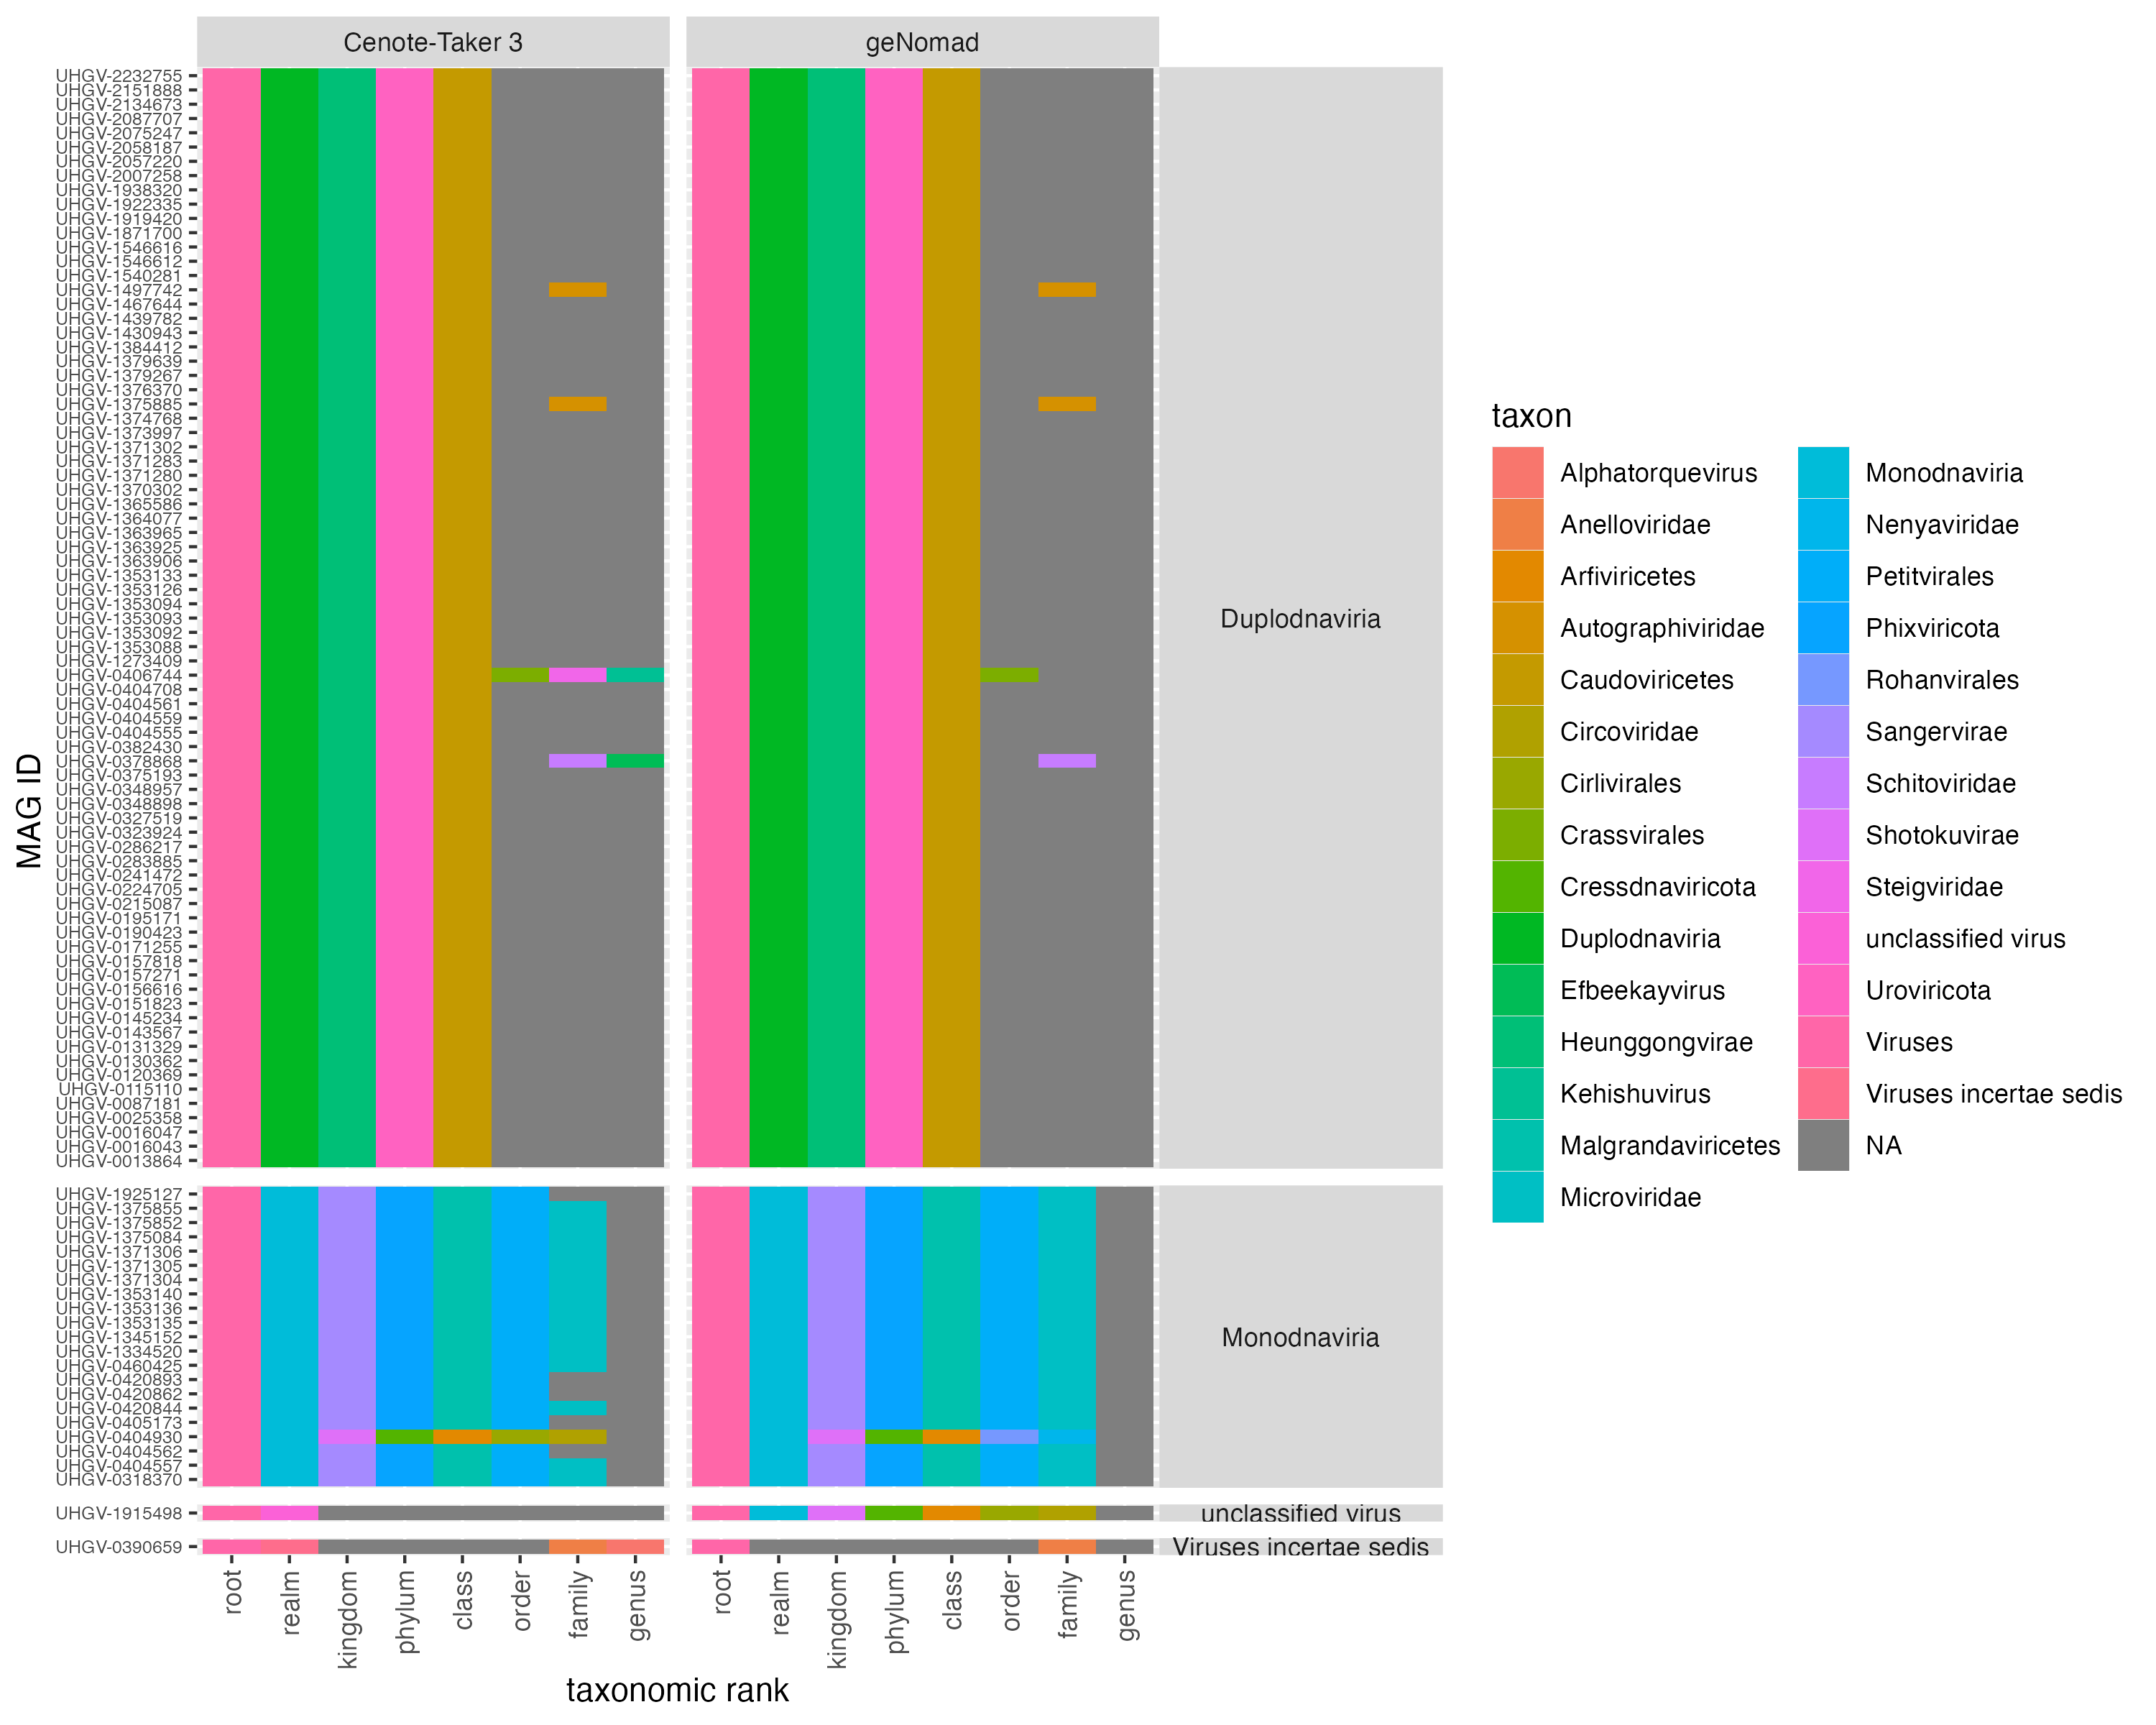 Cenote-Taker 3
geNomad
UHGV-2232755
UHGV-2151888
UHGV-2134673
UHGV-2087707
UHGV-2075247
UHGV-2058187
UHGV-2057220
UHGV-2007258
UHGV-1938320
UHGV-1922335
UHGV-1919420
UHGV-1871700
UHGV-1546616
UHGV-1546612
UHGV-1540281
UHGV-1497742
UHGV-1467644
UHGV-1439782
UHGV-1430943
UHGV-1384412
UHGV-1379639
UHGV-1379267
UHGV-1376370
UHGV-1375885
UHGV-1374768
UHGV-1373997
UHGV-1371302
UHGV-1371283
UHGV-1371280
UHGV-1370302
UHGV-1365586
UHGV-1364077
UHGV-1363965
UHGV-1363925
UHGV-1363906
UHGV-1353133
UHGV-1353126
UHGV-1353094
UHGV-1353093
UHGV-1353092
UHGV-1353088
UHGV-1273409
UHGV-0406744
UHGV-0404708
UHGV-0404561
UHGV-0404559
UHGV-0404555
UHGV-0382430
UHGV-0378868
UHGV-0375193
UHGV-0348957
UHGV-0348898
UHGV-0327519
UHGV-0323924
UHGV-0286217
UHGV-0283885
UHGV-0241472
UHGV-0224705
UHGV-0215087
UHGV-0195171
UHGV-0190423
UHGV-0171255
UHGV-0157818
UHGV-0157271
UHGV-0156616
UHGV-0151823
UHGV-0145234
UHGV-0143567
UHGV-0131329
UHGV-0130362
UHGV-0120369
UHGV-0115110
UHGV-0087181
UHGV-0025358
UHGV-0016047
UHGV-0016043
UHGV-0013864
Duplodnaviria
UHGV-1925127
UHGV-1375855
UHGV-1375852
UHGV-1375084
UHGV-1371306
UHGV-1371305
UHGV-1371304
UHGV-1353140
UHGV-1353136
UHGV-1353135
UHGV-1345152
UHGV-1334520
UHGV-0460425
UHGV-0420893
UHGV-0420862
UHGV-0420844
UHGV-0405173
UHGV-0404930
UHGV-0404562
UHGV-0404557
UHGV-0318370
Monodnaviria
UHGV-1915498
unclassified virus
UHGV-0390659
Viruses incertae sedis
MAG ID
root
realm
kingdom
phylum
class
order
family
genus
root
realm
kingdom
phylum
class
order
family
genus
taxonomic rank
taxon
Alphatorquevirus
Anelloviridae
Arfiviricetes
Autographiviridae
Caudoviricetes
Circoviridae
Cirlivirales
Crassvirales
Cressdnaviricota
Duplodnaviria
Efbeekayvirus
Heunggongvirae
Kehishuvirus
Malgrandaviricetes
Microviridae
Monodnaviria
Nenyaviridae
Petitvirales
Phixviricota
Rohanvirales
Sangervirae
Schitoviridae
Shotokuvirae
Steigviridae
unclassified virus
Uroviricota
Viruses
Viruses incertae sedis
NA